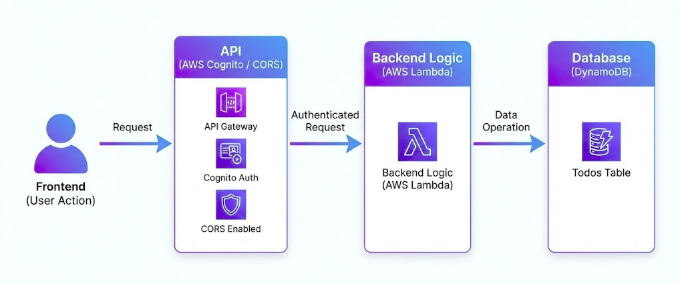 Frontend
(User Action)
Request
API
(AWS Cognito / CORS)
API Gateway
Cognito Auth
CORS Enabled
Authenticated
Request
Backend Logic
(AWS Lambda)
Backend Logic
(AWS Lambda)
Data
Operation
Database
(DynamoDB)
Todos Table